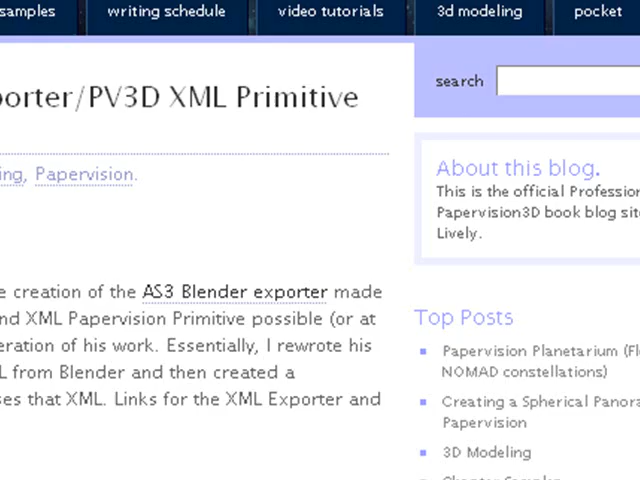 samples writing schedule video tutorials 3d modeling pocket
search
porter/PV3D XML Primitive
ing, Papervision.
About this blog.
This is the official Profession
Papervision3D book blog sit
Lively.
e creation of the AS3 Blender exporter made
nd XML Papervision Primitive possible (or at
eration of his work. Essentially, I rewrote his
L from Blender and then created a
ses that XML. Links for the XML Exporter and
Top Posts
Papervision Planetarium (Fl
NOMAD constellations)
Creating a Spherical Panora
Papervision
3D Modeling